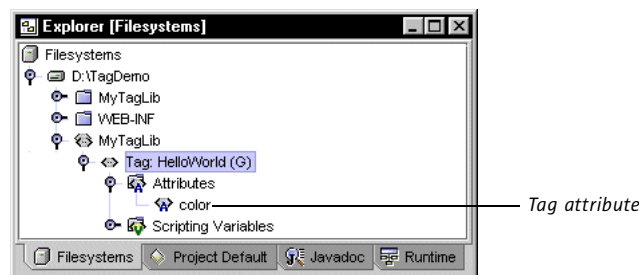 Explorer [Filesystems]
Filesystems
D:\TagDemo
MyTagLib
WEB-INF
MyTagLib
Tag: HelloWorld (G)
Attributes
color
Tag attribute
Scripting Variables
Filesystems
Project Default
Javadoc
Runtime